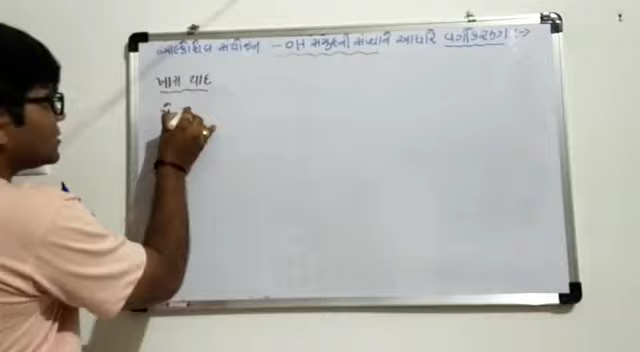 આલ્કોહોલ સંયોજન -OH સમૂહની સંખ્યાને આધારે વર્ગીકરણ :->
ખાસ યાદ